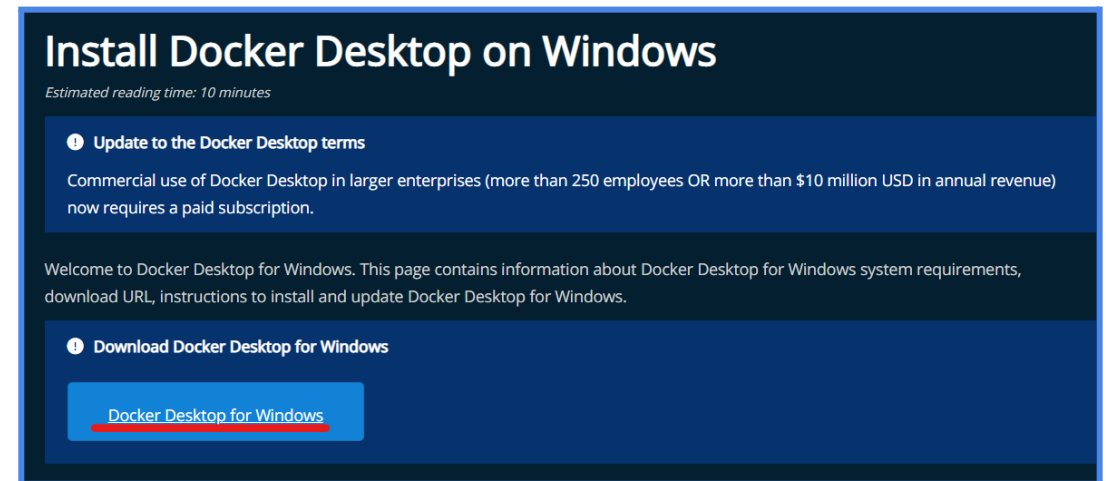 Install Docker Desktop on Windows
Estimated reading time: 10 minutes
Update to the Docker Desktop terms
Commercial use of Docker Desktop in larger enterprises (more than 250 employees OR more than $10 million USD in annual revenue)
now requires a paid subscription.
Welcome to Docker Desktop for Windows. This page contains information about Docker Desktop for Windows system requirements,
download URL, instructions to install and update Docker Desktop for Windows.
Download Docker Desktop for Windows
Docker Desktop for Windows